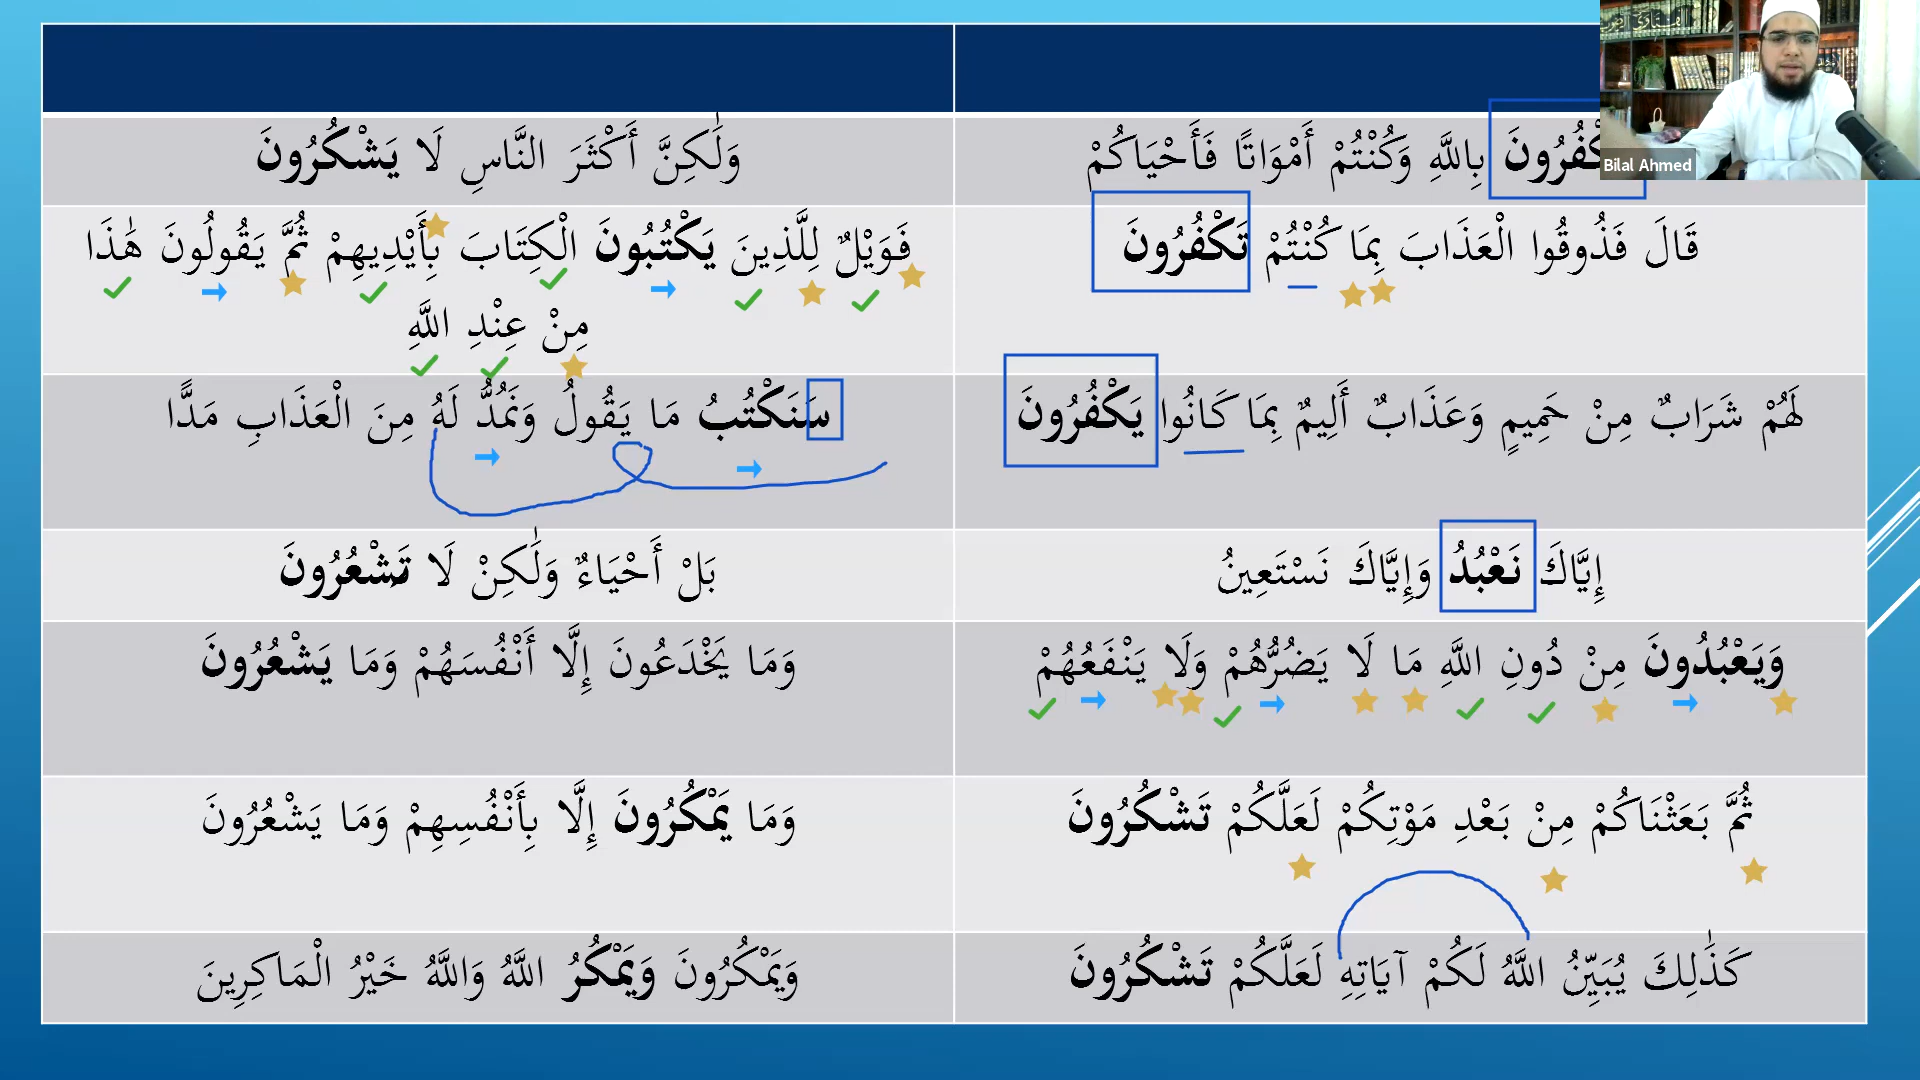 بِاللَّهِ وَكُنْتُمْ أَمْوَاتًا فَأَحْيَاكُمْ
وَلَٰكِنَّ أَكْثَرَ النَّاسِ لَا يَشْكُرُونَ
قَالَ فَذُوقُوا الْعَذَابَ بِمَا كُنْتُمْ تَكْفُرُونَ
فَوَيْلٌ لِلَّذِينَ يَكْتُبُونَ الْكِتَابَ بِأَيْدِيهِمْ ثُمَّ يَقُولُونَ هَٰذَا
مِنْ عِنْدِ اللَّهِ
لَهُمْ شَرَابٌ مِنْ حَمِيمٍ وَعَذَابٌ أَلِيمٌ بِمَا كَانُوا يَكْفُرُونَ
سَنَكْتُبُ مَا يَقُولُ وَنَمُدُّ لَهُ مِنَ الْعَذَابِ مَدًّا
إِيَّاكَ نَعْبُدُ وَإِيَّاكَ نَسْتَعِينُ
بَلْ أَحْيَاءٌ وَلَٰكِنْ لَا تَشْعُرُونَ
وَيَعْبُدُونَ مِنْ دُونِ اللَّهِ مَا لَا يَضُرُّهُمْ وَلَا يَنْفَعُهُمْ
وَمَا يَخْدَعُونَ إِلَّا أَنْفُسَهُمْ وَمَا يَشْعُرُونَ
ثُمَّ بَعَثْنَاكُمْ مِنْ بَعْدِ مَوْتِكُمْ لَعَلَّكُمْ تَشْكُرُونَ
وَمَا يَمْكُرُونَ إِلَّا بِأَنْفُسِهِمْ وَمَا يَشْعُرُونَ
كَذَٰلِكَ يُبَيِّنُ اللَّهُ لَكُمْ آيَاتِهِ لَعَلَّكُمْ تَشْكُرُونَ
وَيَمْكُرُونَ وَيَمْكُرُ اللَّهُ وَاللَّهُ خَيْرُ الْمَاكِرِينَ
Bilal Ahmed